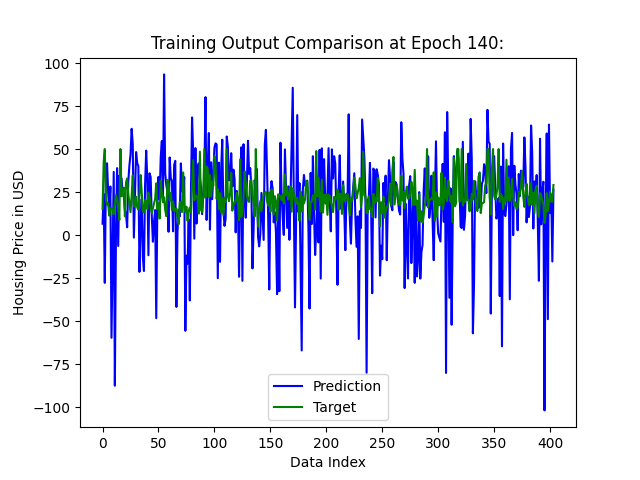 Training Output Comparison at Epoch 140:
100
75
50
25
0
−25
−50
−75
−100
Housing Price in USD
Prediction
Target
0 50 100 150 200 250 300 350 400
Data Index